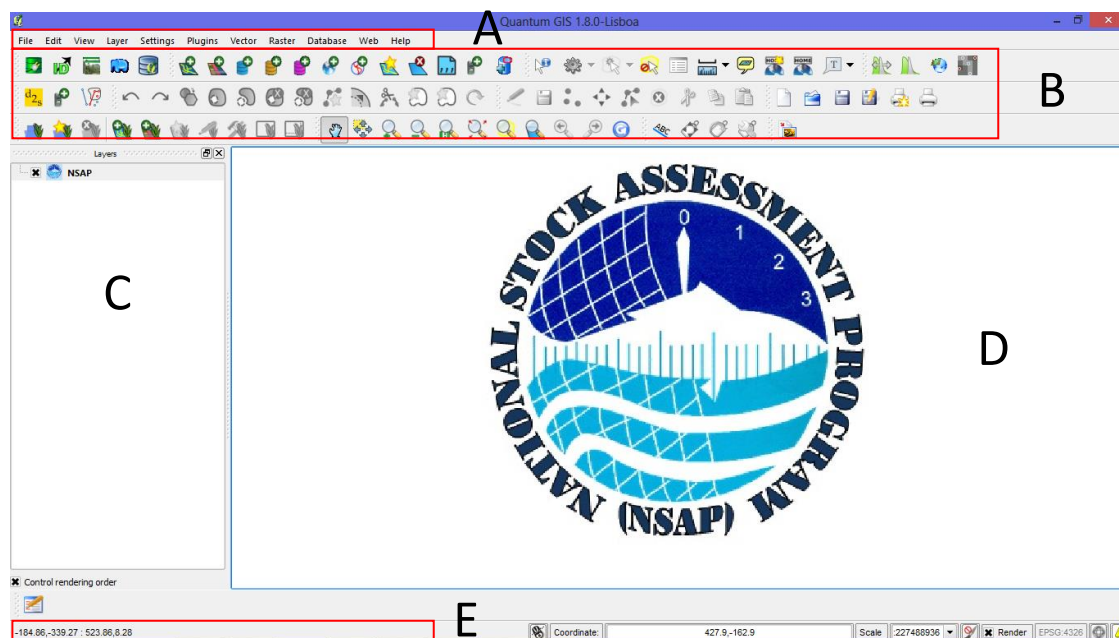 Quantum GIS 1.8.0-Lisboa
A
File Edit View Layer Settings Plugins Vector Raster Database Web Help
B
Layers
NSAP
C
NATIONAL STOCK ASSESSMENT PROGRAM
(NSAP)
0
1
2
3
D
Control rendering order
E
-184.86,-339.27 : 523.86,8.28
Coordinate:
427.9,-162.9
Scale
:227488936
Render
EPSG:4326